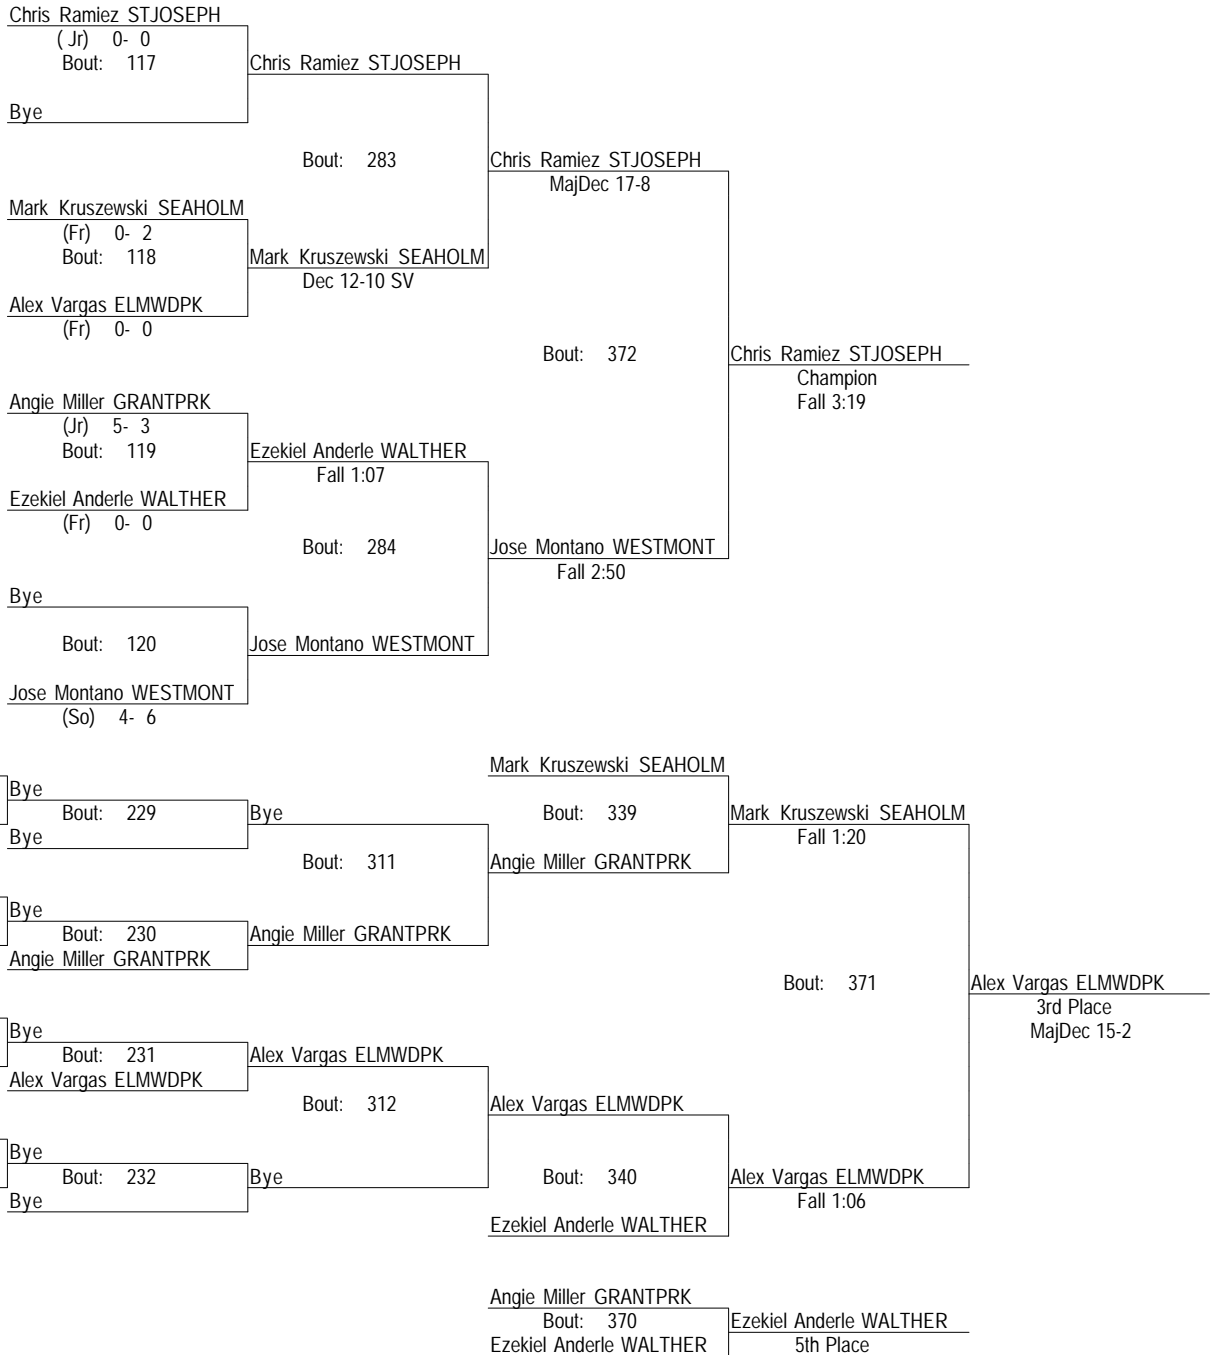 Chris Ramiez STJOSEPH
( Jr) 0- 0
Bout: 117
Chris Ramiez STJOSEPH
Bye
Bout: 283
Chris Ramiez STJOSEPH
MajDec 17-8
Mark Kruszewski SEAHOLM
(Fr) 0- 2
Bout: 118
Mark Kruszewski SEAHOLM
Dec 12-10 SV
Alex Vargas ELMWDPK
(Fr) 0- 0
Bout: 372
Chris Ramiez STJOSEPH
Champion
Fall 3:19
Angie Miller GRANTPRK
(Jr) 5- 3
Bout: 119
Ezekiel Anderle WALTHER
Fall 1:07
Ezekiel Anderle WALTHER
(Fr) 0- 0
Bout: 284
Jose Montano WESTMONT
Fall 2:50
Bye
Bout: 120
Jose Montano WESTMONT
Jose Montano WESTMONT
(So) 4- 6
Mark Kruszewski SEAHOLM
Bye
Bout: 229
Bye
Bout: 339
Mark Kruszewski SEAHOLM
Fall 1:20
Bye
Bout: 311
Angie Miller GRANTPRK
Bye
Bout: 230
Angie Miller GRANTPRK
Angie Miller GRANTPRK
Bout: 371
Alex Vargas ELMWDPK
3rd Place
MajDec 15-2
Bye
Bout: 231
Alex Vargas ELMWDPK
Alex Vargas ELMWDPK
Bout: 312
Alex Vargas ELMWDPK
Bye
Bout: 232
Bye
Bout: 340
Alex Vargas ELMWDPK
Fall 1:06
Bye
Ezekiel Anderle WALTHER
Angie Miller GRANTPRK
Bout: 370
Ezekiel Anderle WALTHER
Ezekiel Anderle WALTHER
5th Place